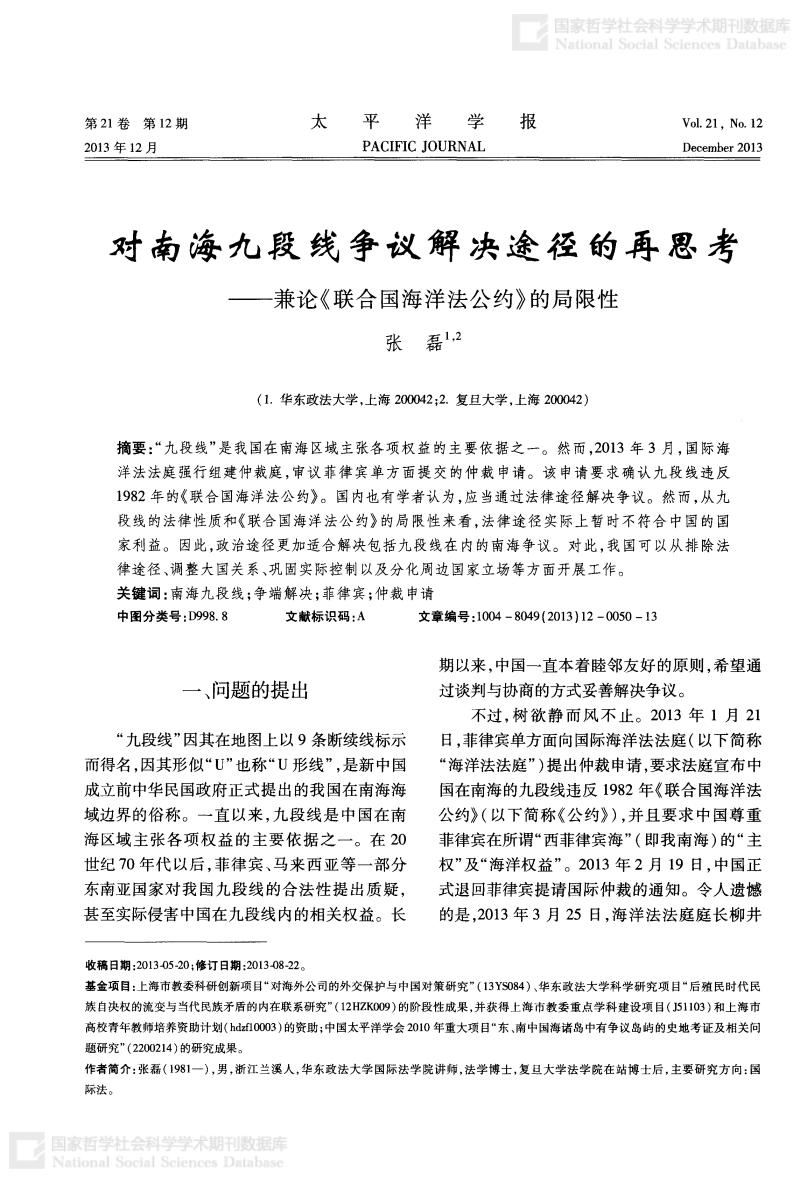 国家哲学社会科学学术期刊数据库
National Social Sciences Database
第21卷 第12期
太平洋学报
Vol. 21, No. 12
2013年12月
PACIFIC JOURNAL
December 2013
对南海九段线争议解决途径的再思考
——兼论《联合国海洋法公约》的局限性
张 磊1,2
(1. 华东政法大学,上海 200042;2. 复旦大学,上海 200042)
摘要:“九段线”是我国在南海区域主张各项权益的主要依据之一。然而,2013年3月,国际海
洋法法庭强行组建仲裁庭,审议菲律宾单方面提交的仲裁申请。该申请要求确认九段线违反
1982年的《联合国海洋法公约》。国内也有学者认为,应当通过法律途径解决争议。然而,从九
段线的法律性质和《联合国海洋法公约》的局限性来看,法律途径实际上暂时不符合中国的国
家利益。因此,政治途径更加适合解决包括九段线在内的南海争议。对此,我国可以从排除法
律途径、调整大国关系、巩固实际控制以及分化周边国家立场等方面开展工作。
关键词:南海九段线;争端解决;菲律宾;仲裁申请
中图分类号:D998.8 文献标识码:A 文章编号:1004-8049(2013)12-0050-13
一、问题的提出
“九段线”因其在地图上以9条断续线标示
而得名,因其形似“U”也称“U形线”,是新中国
成立前中华民国政府正式提出的我国在南海海
域边界的俗称。一直以来,九段线是中国在南
海区域主张各项权益的主要依据之一。在20
世纪70年代以后,菲律宾、马来西亚等一部分
东南亚国家对我国九段线的合法性提出质疑,
甚至实际侵害中国在九段线内的相关权益。长
期以来,中国一直本着睦邻友好的原则,希望通
过谈判与协商的方式妥善解决争议。
不过,树欲静而风不止。2013年1月21
日,菲律宾单方面向国际海洋法法庭(以下简称
“海洋法法庭”)提出仲裁申请,要求法庭宣布中
国在南海的九段线违反1982年《联合国海洋法
公约》(以下简称《公约》),并且要求中国尊重
菲律宾在所谓“西菲律宾海”(即我南海)的“主
权”及“海洋权益”。2013年2月19日,中国正
式退回菲律宾提请国际仲裁的通知。令人遗憾
的是,2013年3月25日,海洋法法庭庭长柳井
收稿日期:2013-05-20;修订日期:2013-08-22。
基金项目:上海市教委科研创新项目“对海外公司的外交保护与中国对策研究”(13YS084)、华东政法大学科学研究项目“后殖民时代民
族自决权的流变与当代民族矛盾的内在联系研究”(12HZK009)的阶段性成果,并获得上海市教委重点学科建设项目(J51103)和上海市
高校青年教师培养资助计划(hdzf10003)的资助;中国太平洋学会2010年重大项目“东、南中国海诸岛中有争议岛屿的史地考证及相关问
题研究”(2200214)的研究成果。
作者简介:张磊(1981—),男,浙江兰溪人,华东政法大学国际法学院讲师,法学博士,复旦大学法学院在站博士后,主要研究方向:国
际法。
国家哲学社会科学学术期刊数据库
National Social Sciences Database